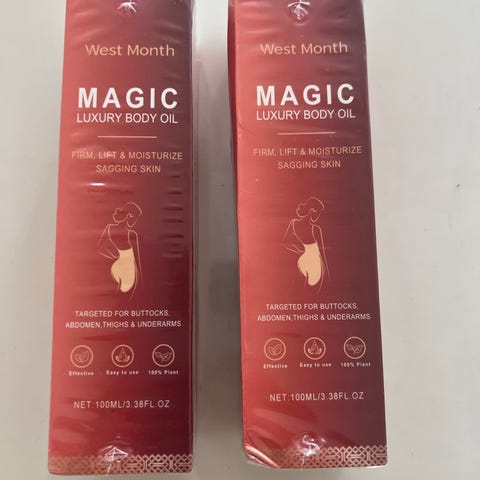 West Month
MAGIC
LUXURY BODY OIL
FIRM, LIFT & MOISTURIZE
SAGGING SKIN
TARGETED FOR BUTTOCKS,
ABDOMEN,THIGHS & UNDERARMS
Effective Easy to use 100% Plant
NET:100ML/3.38FL.OZ
West Month
MAGIC
LUXURY BODY OIL
FIRM, LIFT & MOISTURIZE
SAGGING SKIN
TARGETED FOR BUTTOCKS,
ABDOMEN,THIGHS & UNDERARMS
Effective Easy to use 100% Plant
NET:100ML/3.38FL.OZ